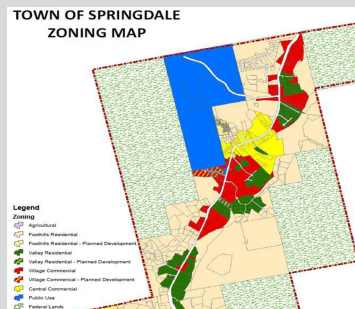 TOWN OF SPRINGDALE
ZONING MAP
Legend
Zoning
Agricultural
Foothills Residential
Foothills Residential - Planned Development
Valley Residential
Valley Residential - Planned Development
Village Commercial
Village Commercial - Planned Development
Central Commercial
Public Use
Federal Lands